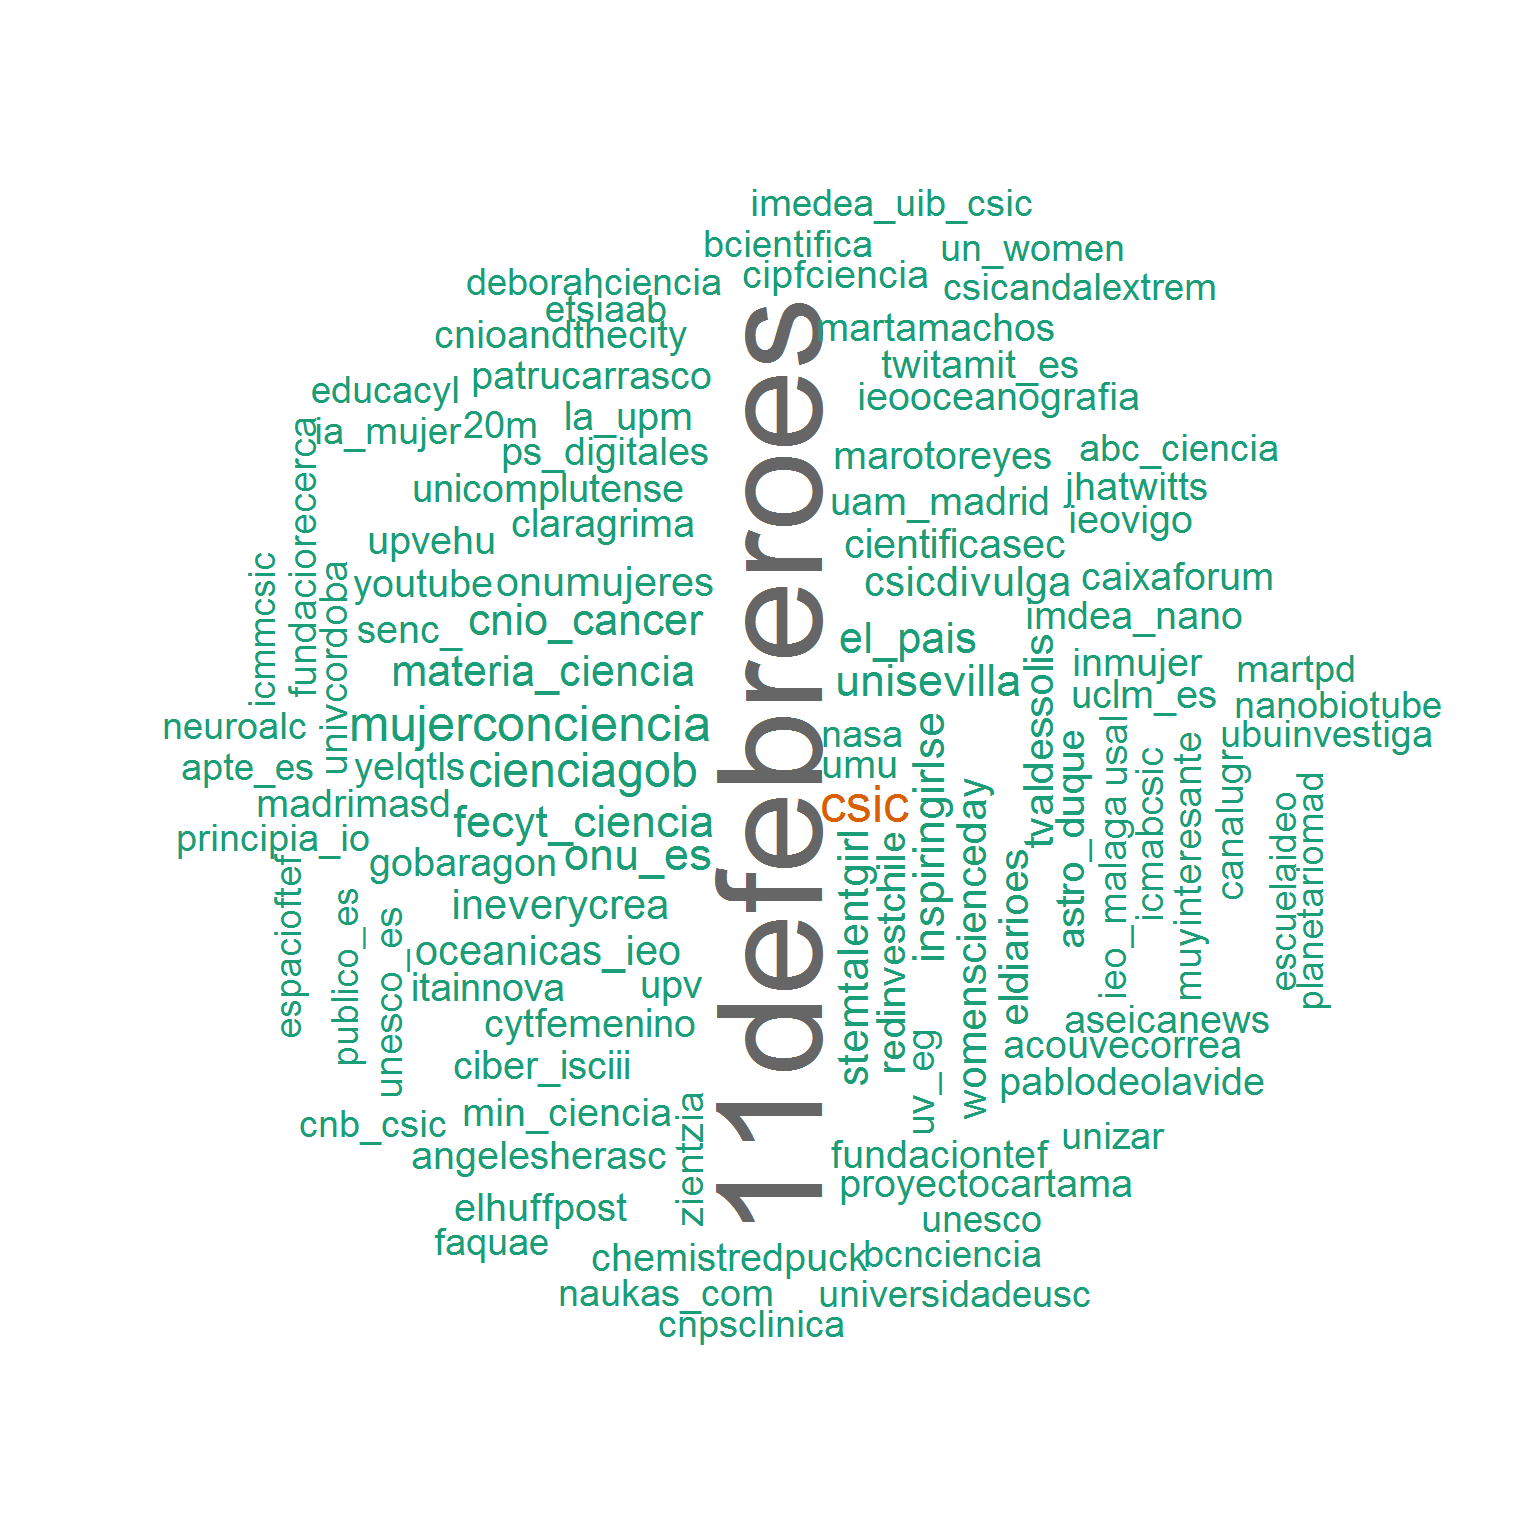 imedea_uib_csic
bcientifica
un_women
deborahciencia
cipfciencia
csicandalextrem
etsiaab
cnioandthecity
martamachos
patrucarrasco
twitamit_es
educacyl
ieooceanografia
ia_mujer
20m
la_upm
ps_digitales
marotoreyes
abc_ciencia
unicomplutense
uam_madrid
jhatwitts
claragrima
ieovigo
upvehu
cientificasec
youtube
onumujeres
csicdivulga
caixaforum
fundaciorecerca
icmmcsic
univcordoba
senc_
cnio_cancer
imdea_nano
el_pais
materia_ciencia
unisevilla
inmujer
martpd
uclm_es
nanobiotube
neuroalc
mujerconciencia
nasa
ubuinvestiga
apte_es
yelqtls
cienciagob
umu
madrimasd
csic
principia_io
fecyt_ciencia
gobaragon
onu_es
11defebreroes
tvaldessolis
inspiringirlse
astro_duque
usal
ieo_malaga
icmabcsic
muyinteresante
canalugr
escuelaideo
planetariomad
womenscienceday
stemtalentgirl
redinvestchile
eldiarioes
espacioftef
publico_es
unesco_es
ineverycrea
oceanicas_ieo
itainnova
upv
cytfemenino
aseicanews
acouvecorrea
ciber_isciii
uv_eg
pablodeolavide
cnb_csic
min_ciencia
zientzia
unizar
angelesherasc
fundaciontef
proyectocartama
elhuffpost
unesco
faquae
chemistredpuck
bcnciencia
naukas_com
universidadeusc
cnpsclinica